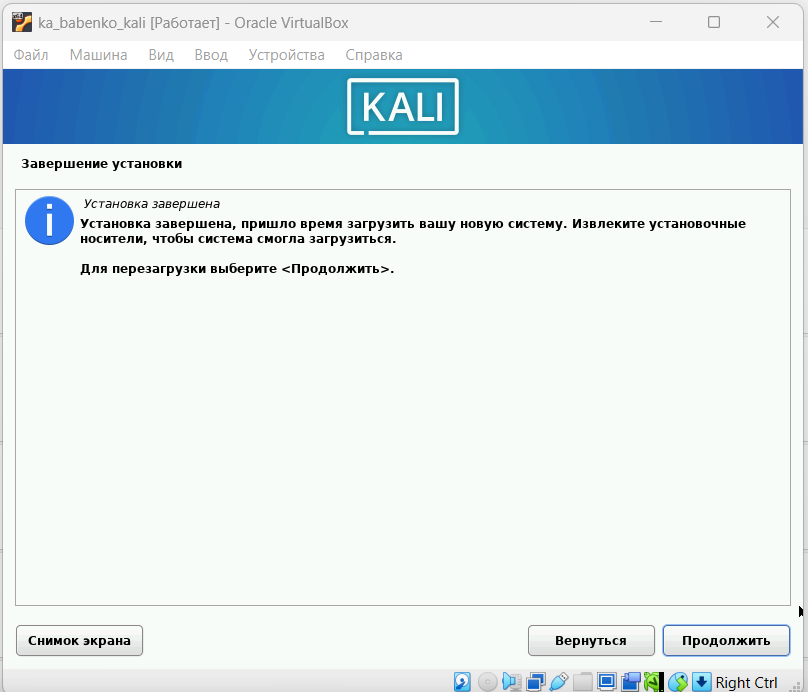 ka_babenko_kali [Работает] - Oracle VirtualBox
Файл Машина Вид Ввод Устройства Справка
KALI
Завершение установки
Установка завершена
Установка завершена, пришло время загрузить вашу новую систему. Извлеките установочные
носители, чтобы система смогла загрузиться.
Для перезагрузки выберите <Продолжить>.
Снимок экрана Вернуться Продолжить
Right Ctrl